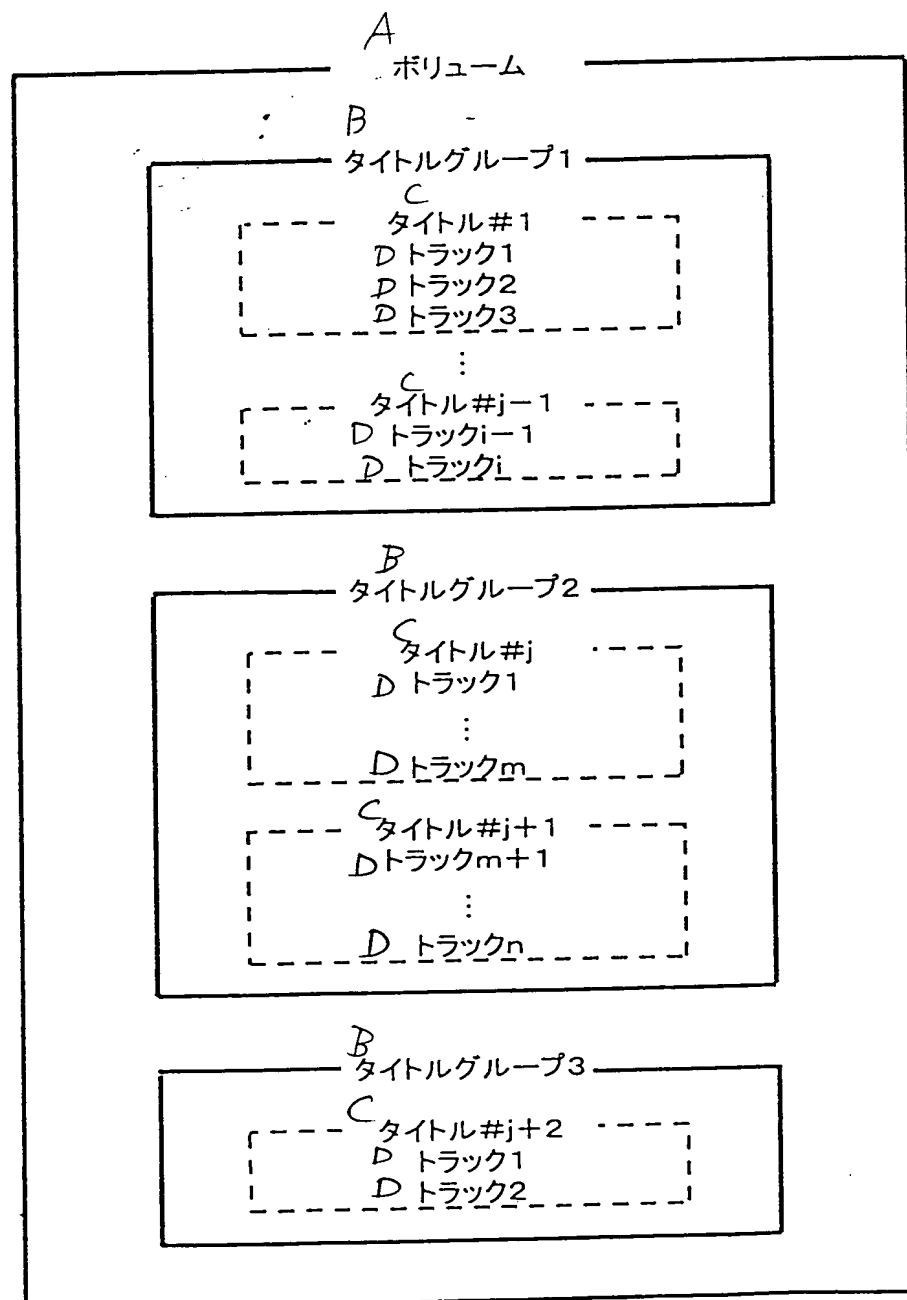 A
ボリューム
B
タイトルグループ1
C
タイトル#1
D トラック1
D トラック2
D トラック3
⋮
C
タイトル#j-1
D トラックi-1
D トラックi
B
タイトルグループ2
C
タイトル#j
D トラック1
⋮
D トラックm
C
タイトル#j+1
D トラックm+1
⋮
D トラックn
B
タイトルグループ3
C
タイトル#j+2
D トラック1
D トラック2